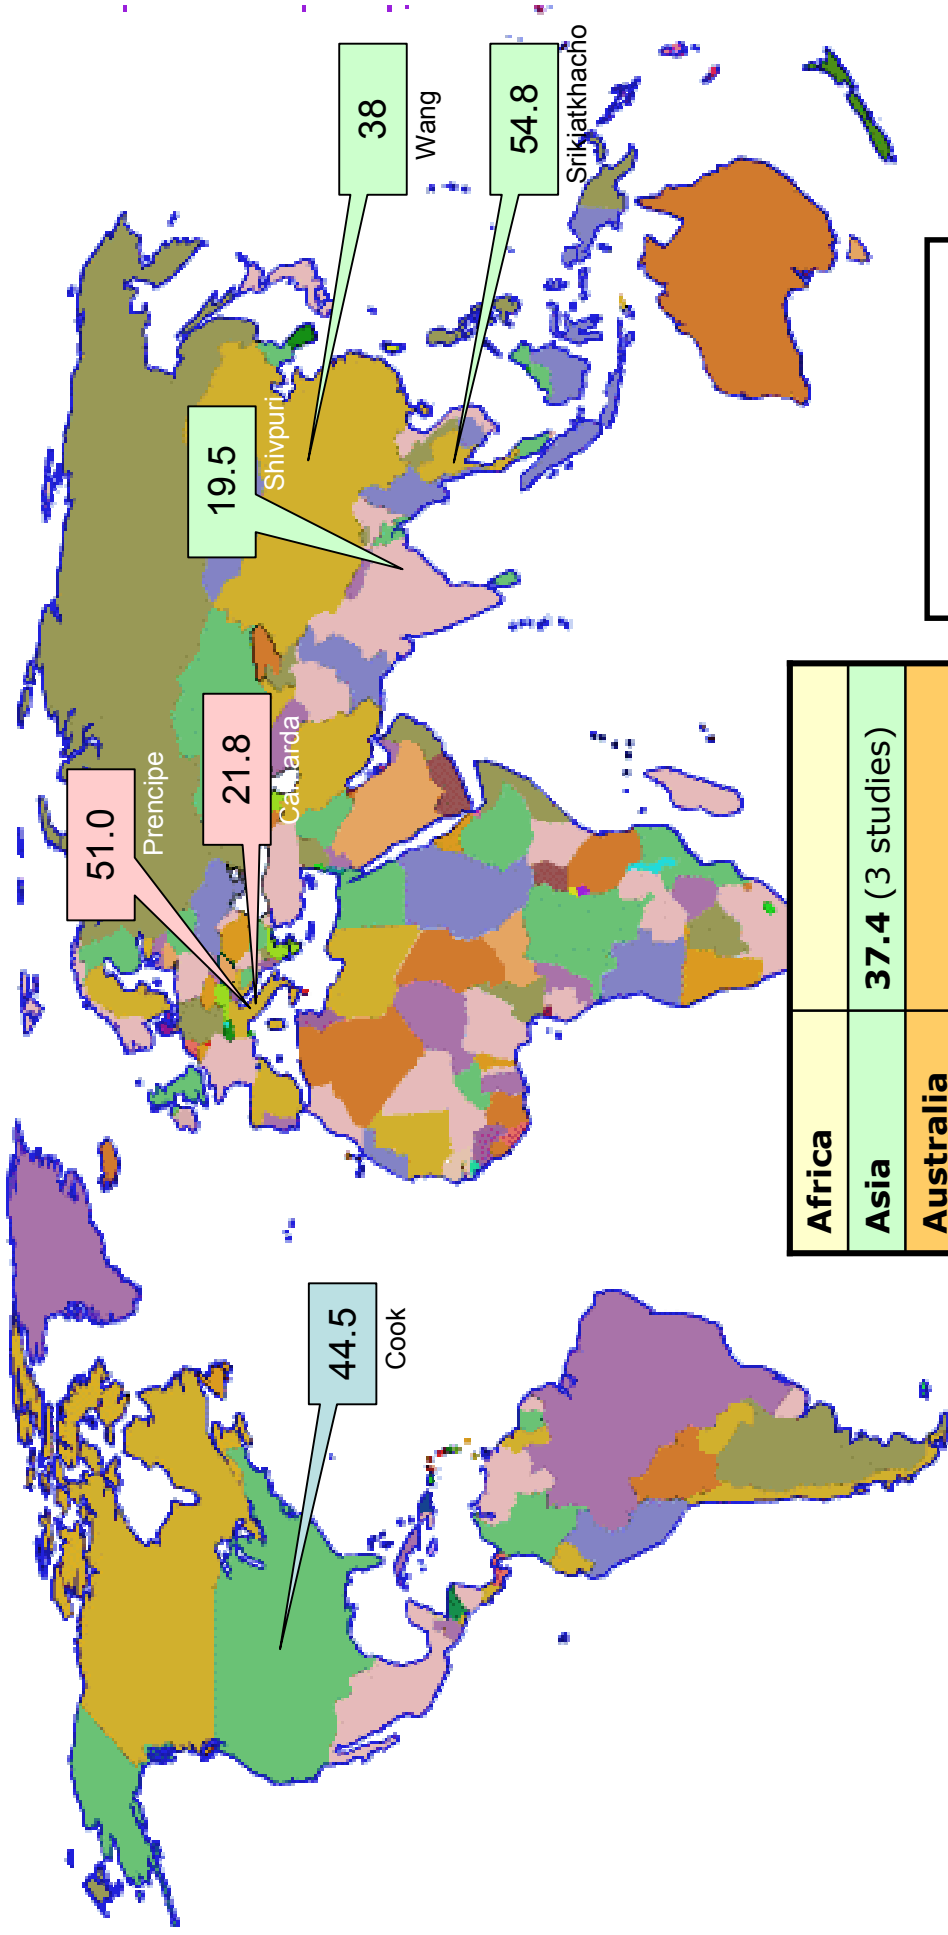 51.0
Prencipe
21.8
Camarda
19.5
Shivpuri
38
Wang
54.8
Srikiatkhacho
44.5
Cook
Africa
Asia 37.4 (3 studies)
Australia